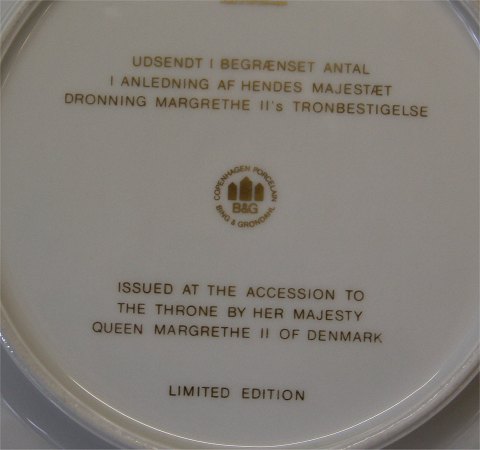 UDSENDT I BEGRÆNSET ANTAL
I ANLEDNING AF HENDES MAJESTÆT
DRONNING MARGRETHE II's TRONBESTIGELSE
COPENHAGEN PORCELAIN
B&G
BING & GRØNDAHL
ISSUED AT THE ACCESSION TO
THE THRONE BY HER MAJESTY
QUEEN MARGRETHE II OF DENMARK
LIMITED EDITION